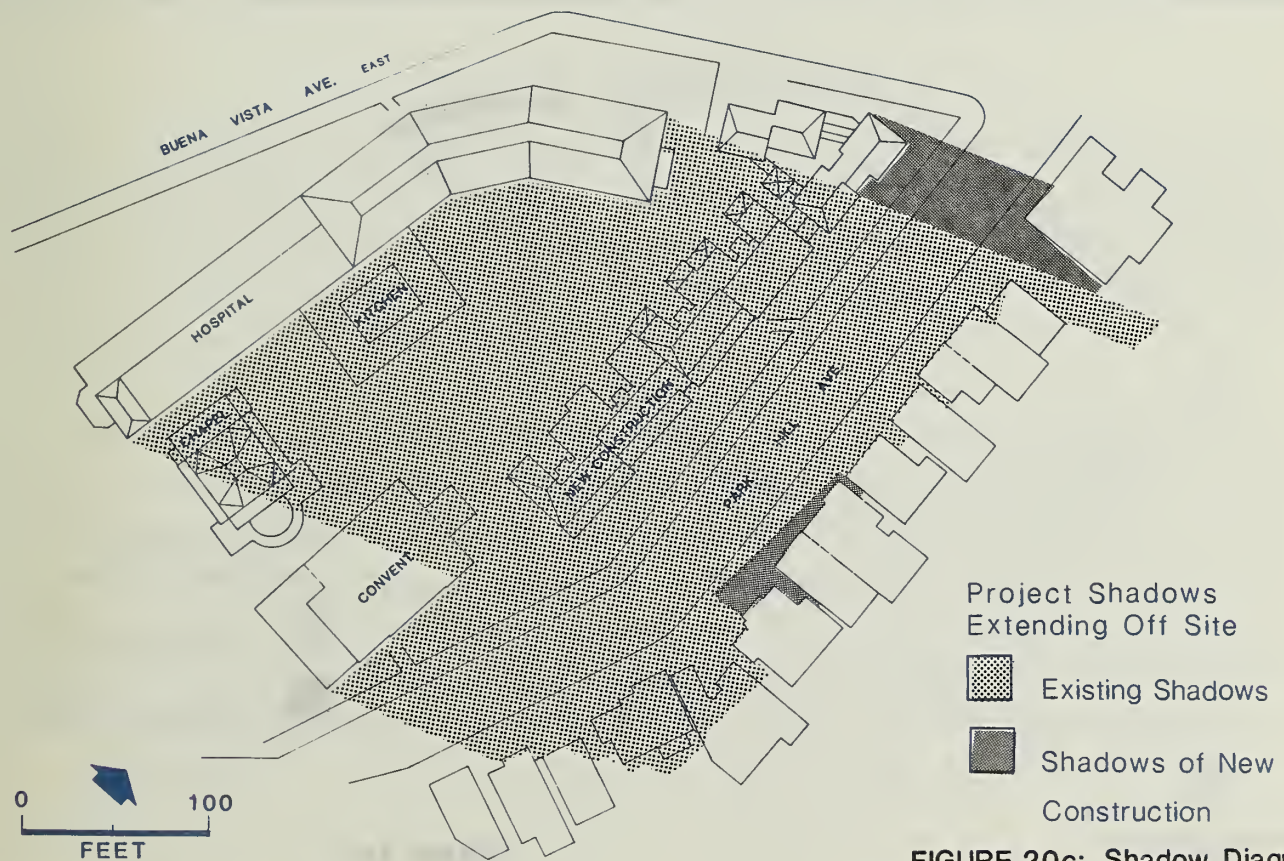 BUENA VISTA AVE. EAST
HOSPITAL
KITCHEN
CHAPEL
NEW CONSTRUCTION
PARK HILL AVE.
CONVENT
Project Shadows
Extending Off Site
Existing Shadows
Shadows of New
Construction
0 100
FEET
FIGURE 20c: Shadow